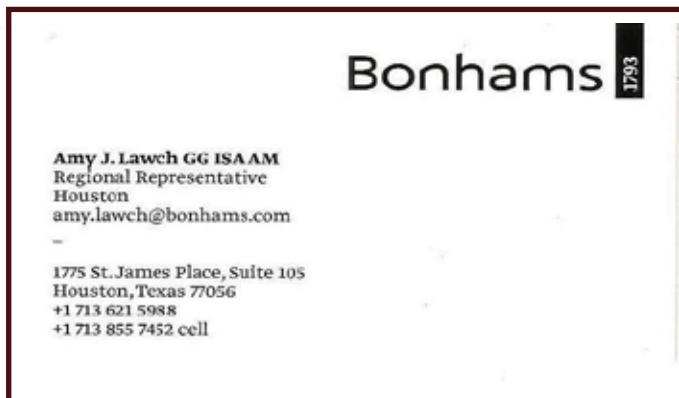 Bonhams 1793
Amy J. Lawch GG ISA AM
Regional Representative
Houston
amy.lawch@bonhams.com
–
1775 St. James Place, Suite 105
Houston, Texas 77056
+1 713 621 5988
+1 713 855 7452 cell